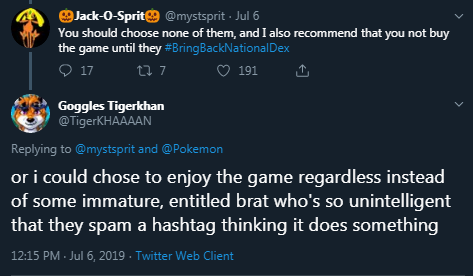 🎃Jack-O-Sprit🎃 @mystsprit · Jul 6
You should choose none of them, and I also recommend that you not buy
the game until they #BringBackNationalDex
17 7 191
Goggles Tigerkhan
@TigerKHAAAAN
Replying to @mystsprit and @Pokemon
or i could chose to enjoy the game regardless instead
of some immature, entitled brat who's so unintelligent
that they spam a hashtag thinking it does something
12:15 PM · Jul 6, 2019 · Twitter Web Client